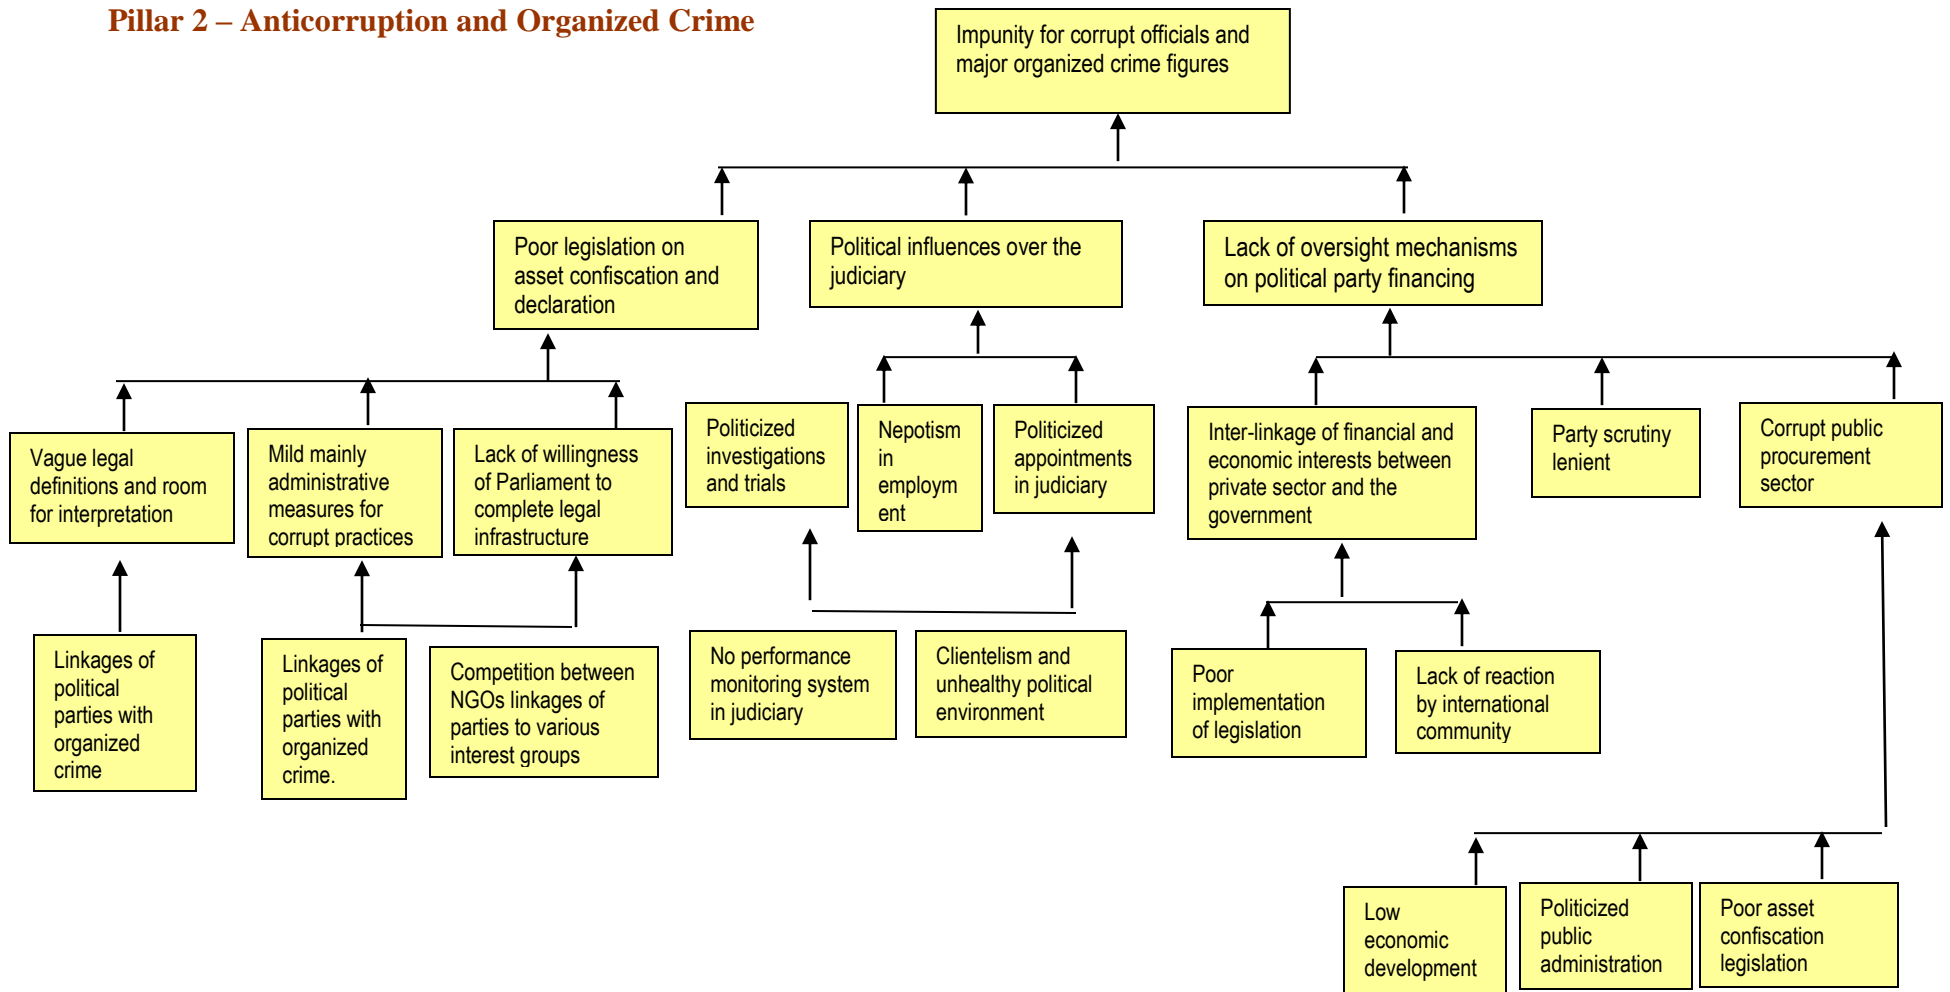 Pillar 2 – Anticorruption and Organized Crime
Impunity for corrupt officials and
major organized crime figures
Poor legislation on
asset confiscation and
declaration
Political influences over the
judiciary
Lack of oversight mechanisms
on political party financing
Vague legal
definitions and room
for interpretation
Mild mainly
administrative
measures for
corrupt practices
Lack of willingness
of Parliament to
complete legal
infrastructure
Politicized
investigations
and trials
Nepotism
in
employm
ent
Politicized
appointments
in judiciary
Inter-linkage of financial and
economic interests between
private sector and the
government
Party scrutiny
lenient
Corrupt public
procurement
sector
Linkages of
political
parties with
organized
crime
Linkages of
political
parties with
organized
crime.
Competition between
NGOs linkages of
parties to various
interest groups
No performance
monitoring system
in judiciary
Clientelism and
unhealthy political
environment
Poor
implementation
of legislation
Lack of reaction
by international
community
Low
economic
development
Politicized
public
administration
Poor asset
confiscation
legislation